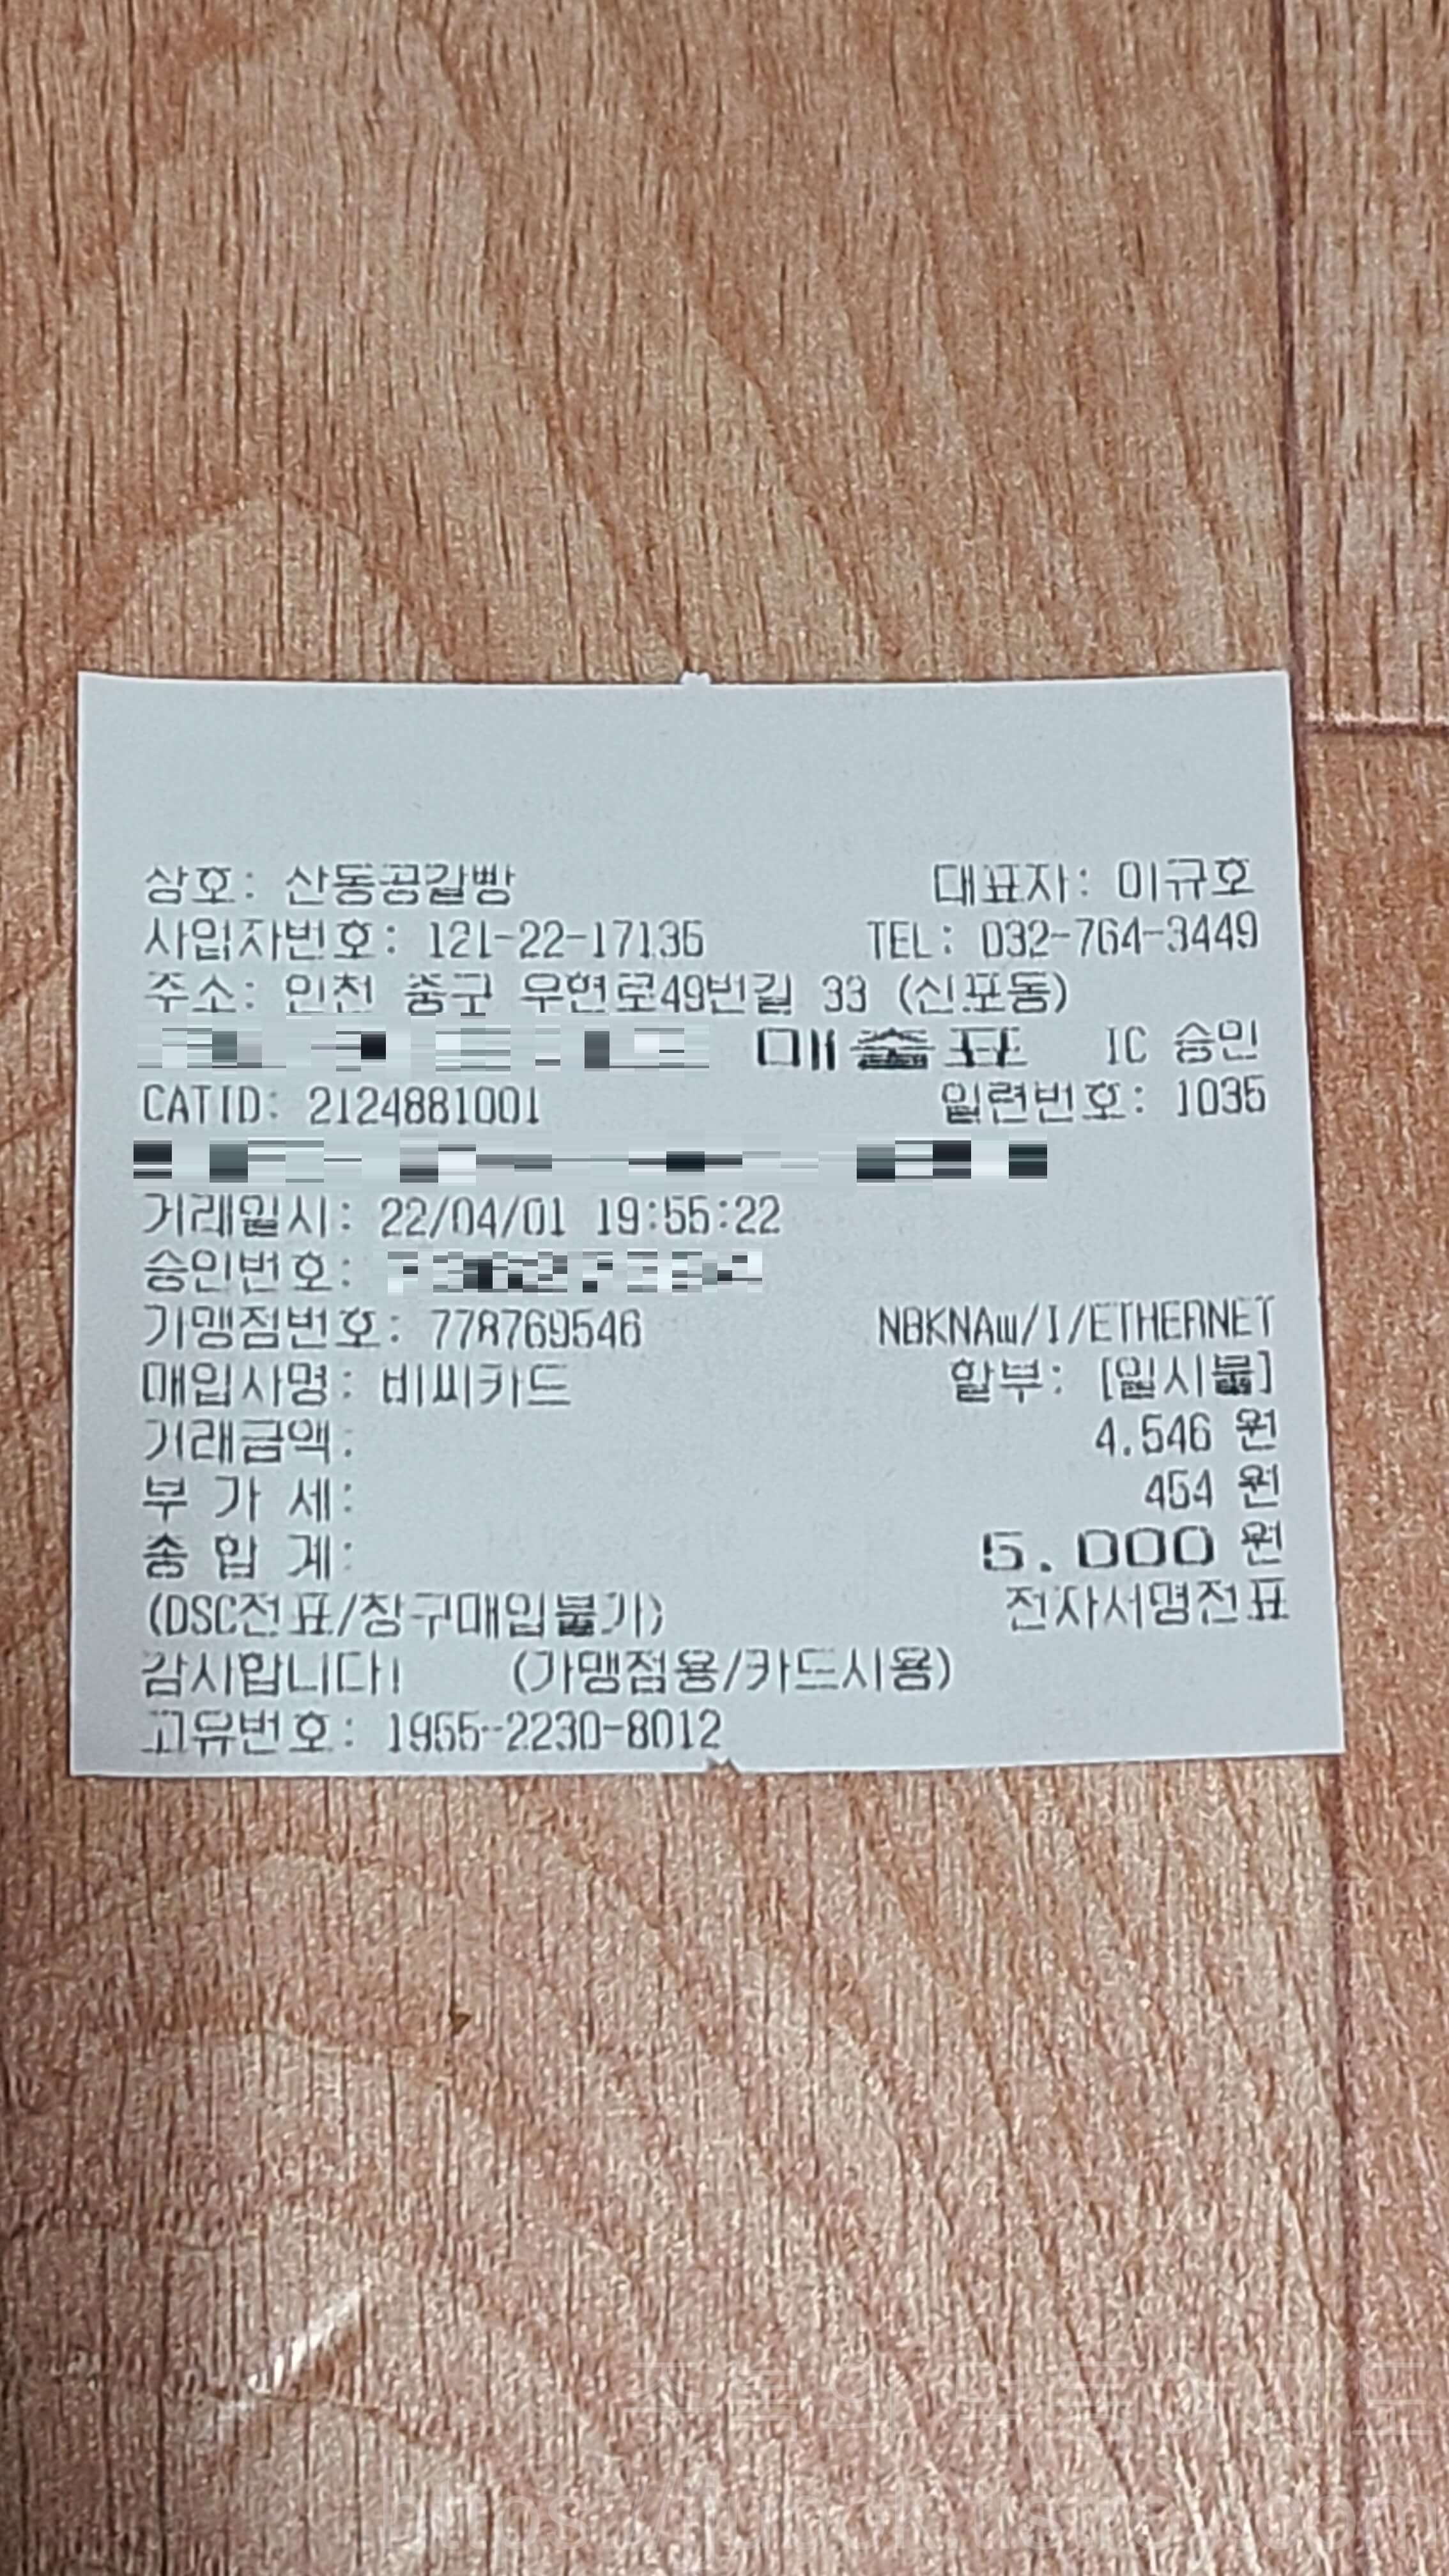 상호: 산동공갈빵 대표자: 이규호
사업자번호: 121-22-17135 TEL: 032-764-3449
주소: 인천 중구 우현로49번길 33 (신포동)
매출표 IC 승인
CATID: 2124881001 일련번호: 1035
거래일시: 22/04/01 19:55:22
승인번호:
가맹점번호: 778769546 NBKNAw/I/ETHERNET
매입사명: 비씨카드 할부: [일시불]
거래금액: 4,546 원
부 가 세: 454 원
총 합 계: 5,000 원
(DSC전표/창구매입불가) 전자서명전표
감사합니다! (가맹점용/카드시용)
고유번호: 1955-2230-8012